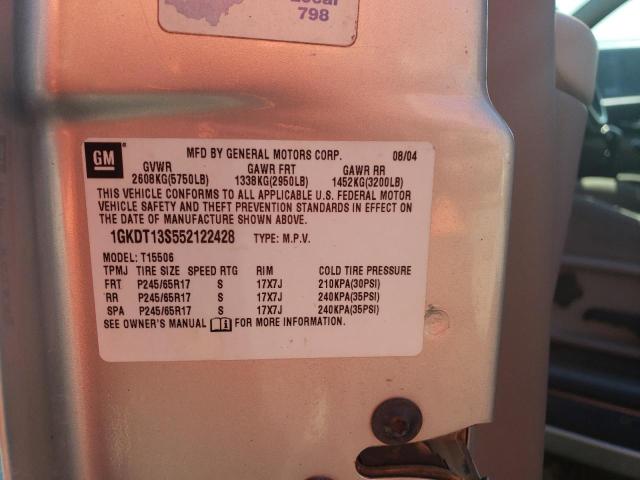 Local
798
GM
MFD BY GENERAL MOTORS CORP. 08/04
GVWR GAWR FRT GAWR RR
2608KG(5750LB) 1338KG(2950LB) 1452KG(3200LB)
THIS VEHICLE CONFORMS TO ALL APPLICABLE U.S. FEDERAL MOTOR
VEHICLE SAFETY AND THEFT PREVENTION STANDARDS IN EFFECT ON
THE DATE OF MANUFACTURE SHOWN ABOVE.
1GKDT13S552122428 TYPE: M.P.V.
MODEL: T15506
TPMJ TIRE SIZE SPEED RTG RIM COLD TIRE PRESSURE
FRT P245/65R17 S 17X7J 210KPA(30PSI)
RR P245/65R17 S 17X7J 240KPA(35PSI)
SPA P245/65R17 S 17X7J 240KPA(35PSI)
SEE OWNER'S MANUAL FOR MORE INFORMATION.